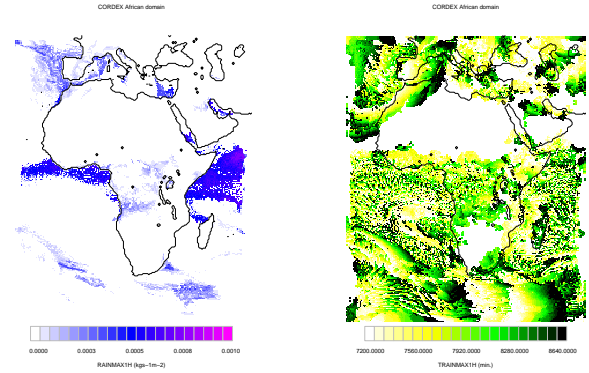 CORDEX African domain
CORDEX African domain
0.0000 0.0003 0.0005 0.0008 0.0010
7200.0000 7560.0000 7920.0000 8280.0000 8640.0000
RAINMAX1H (kgs−1m−2)
TRAINMAX1H (min.)